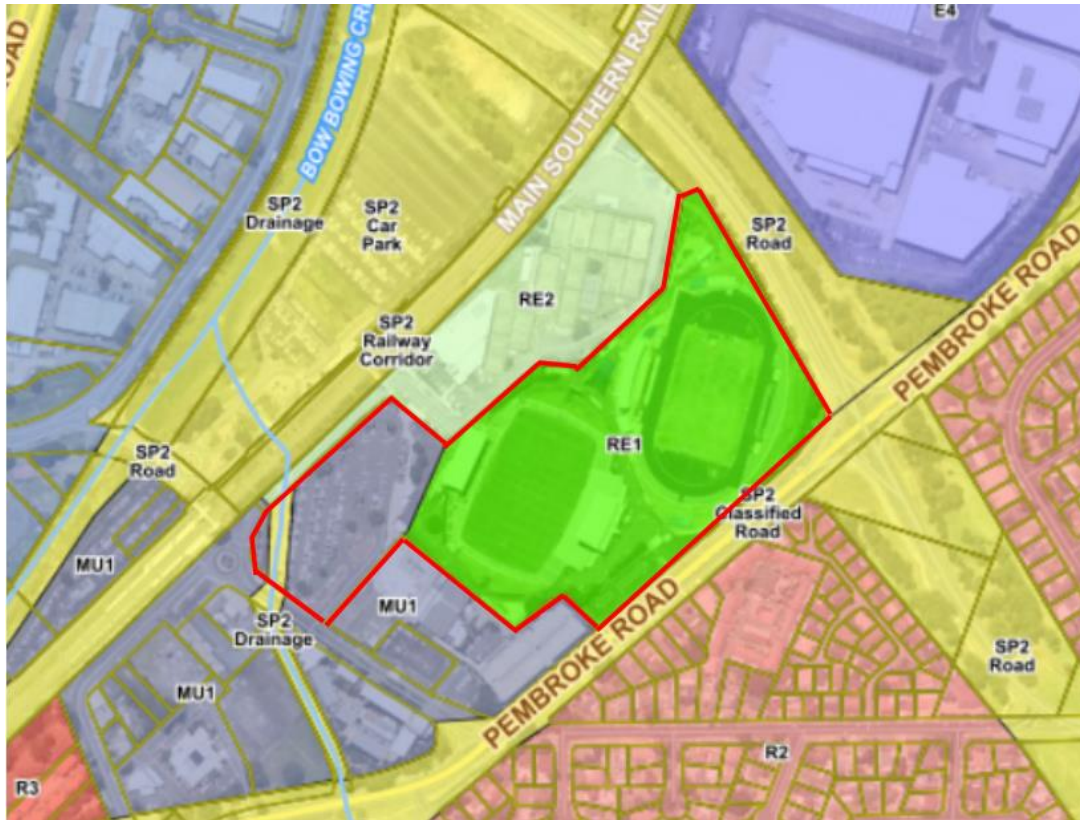 E4
ROAD
BOW BOWING CRE
MAIN SOUTHERN RAIL
SP2
Drainage
SP2
Car
Park
SP2
Road
RE2
PEMBROKE ROAD
SP2
Railway
Corridor
RE1
SP2
Road
SP2
Classified
Road
MU1
MU1
SP2
Drainage
PEMBROKE ROAD
SP2
Road
MU1
R2
R3